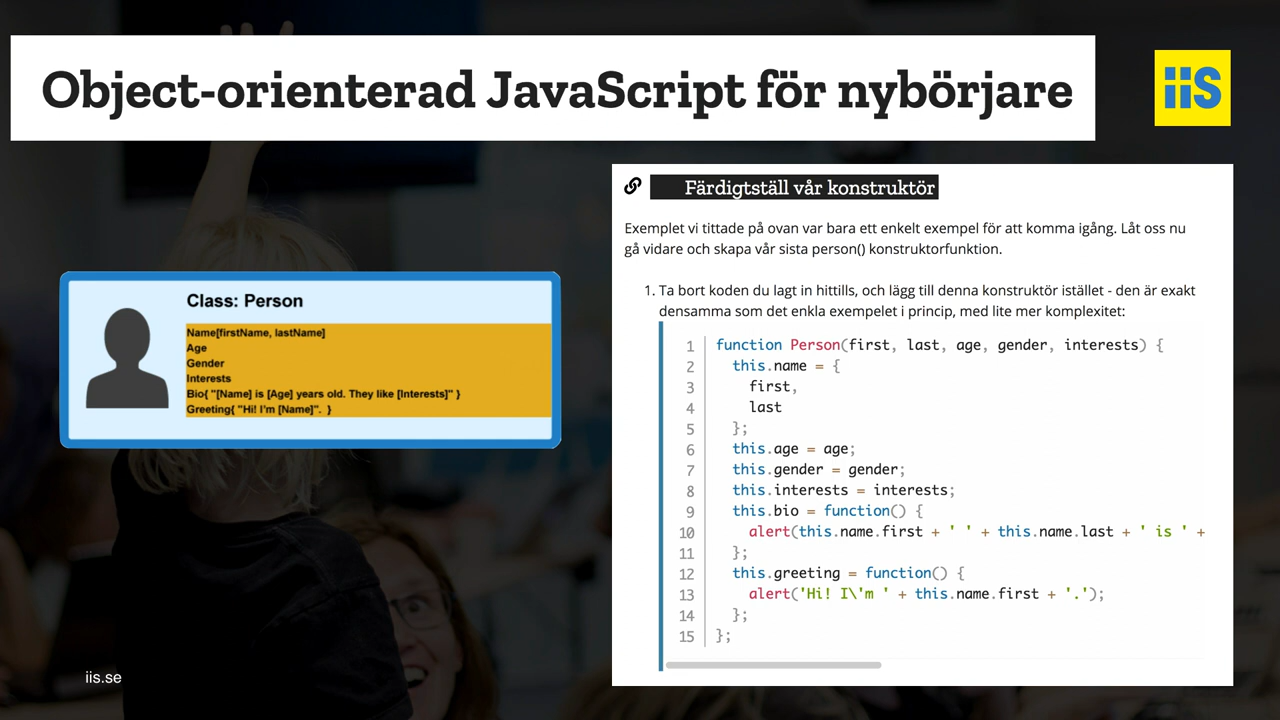 Object-orienterad JavaScript för nybörjare
iiS
Class: Person
Name[firstName, lastName]
Age
Gender
Interests
Bio{ "[Name] is [Age] years old. They like [Interests]" }
Greeting{ "Hi! I'm [Name]". }
Färdigtställ vår konstruktör
Exemplet vi tittade på ovan var bara ett enkelt exempel för att komma igång. Låt oss nu
gå vidare och skapa vår sista person() konstruktorfunktion.
1. Ta bort koden du lagt in hittills, och lägg till denna konstruktör istället - den är exakt
densamma som det enkla exempelet i princip, med lite mer komplexitet:
1 function Person(first, last, age, gender, interests) {
2 this.name = {
3 first,
4 last
5 };
6 this.age = age;
7 this.gender = gender;
8 this.interests = interests;
9 this.bio = function() {
10 alert(this.name.first + ' ' + this.name.last + ' is ' +
11 };
12 this.greeting = function() {
13 alert('Hi! I\'m ' + this.name.first + '.');
14 };
15 };
iis.se